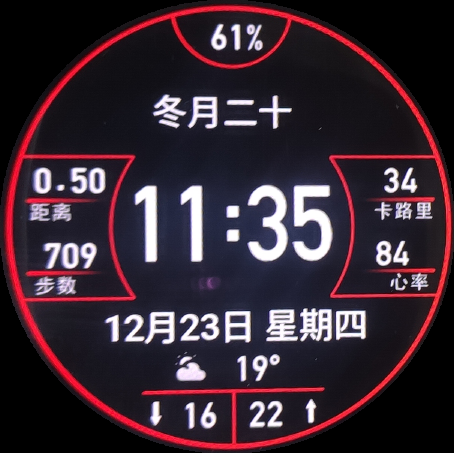 61%
冬月二十
0.50
距离
709
步数
11:35
34
卡路里
84
心率
12月23日 星期四
19°
↓ 16 22 ↑